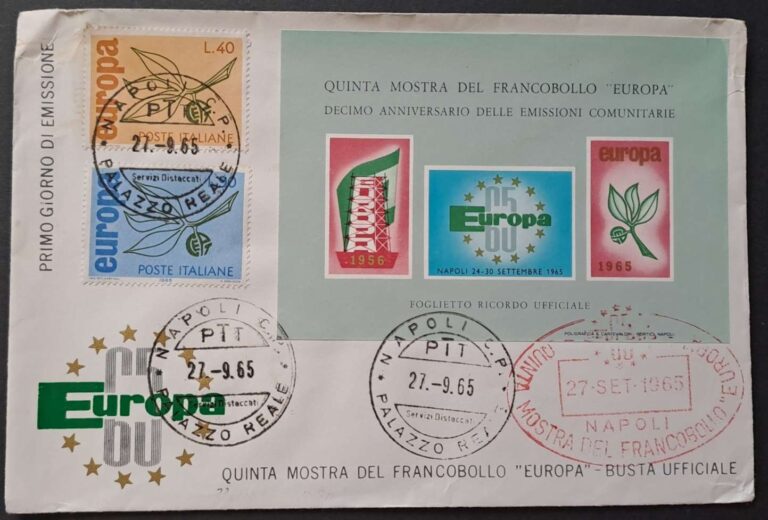 PRIMO GIORNO DI EMISSIONE
europa
L.40
POSTE ITALIANE
NAPOLI C.P.
PTT
27.-9.65
Servizi Distaccati
PALAZZO REALE
europa
90
POSTE ITALIANE
1965
QUINTA MOSTRA DEL FRANCOBOLLO "EUROPA"
DECIMO ANNIVERSARIO DELLE EMISSIONI COMUNITARIE
1956
65
Europa
NAPOLI 24-30 SETTEMBRE 1965
europa
1965
FOGLIETTO RICORDO UFFICIALE
65
Europa
NAPOLI C.P.
PTT
27.-9.65
Servizi Distaccati
PALAZZO REALE
NAPOLI C.P.
PTT
27.-9.65
Servizi Distaccati
PALAZZO REALE
27-SET-1965
NAPOLI
QUINTA MOSTRA DEL FRANCOBOLLO "EUROPA"
QUINTA MOSTRA DEL FRANCOBOLLO "EUROPA" - BUSTA UFFICIALE